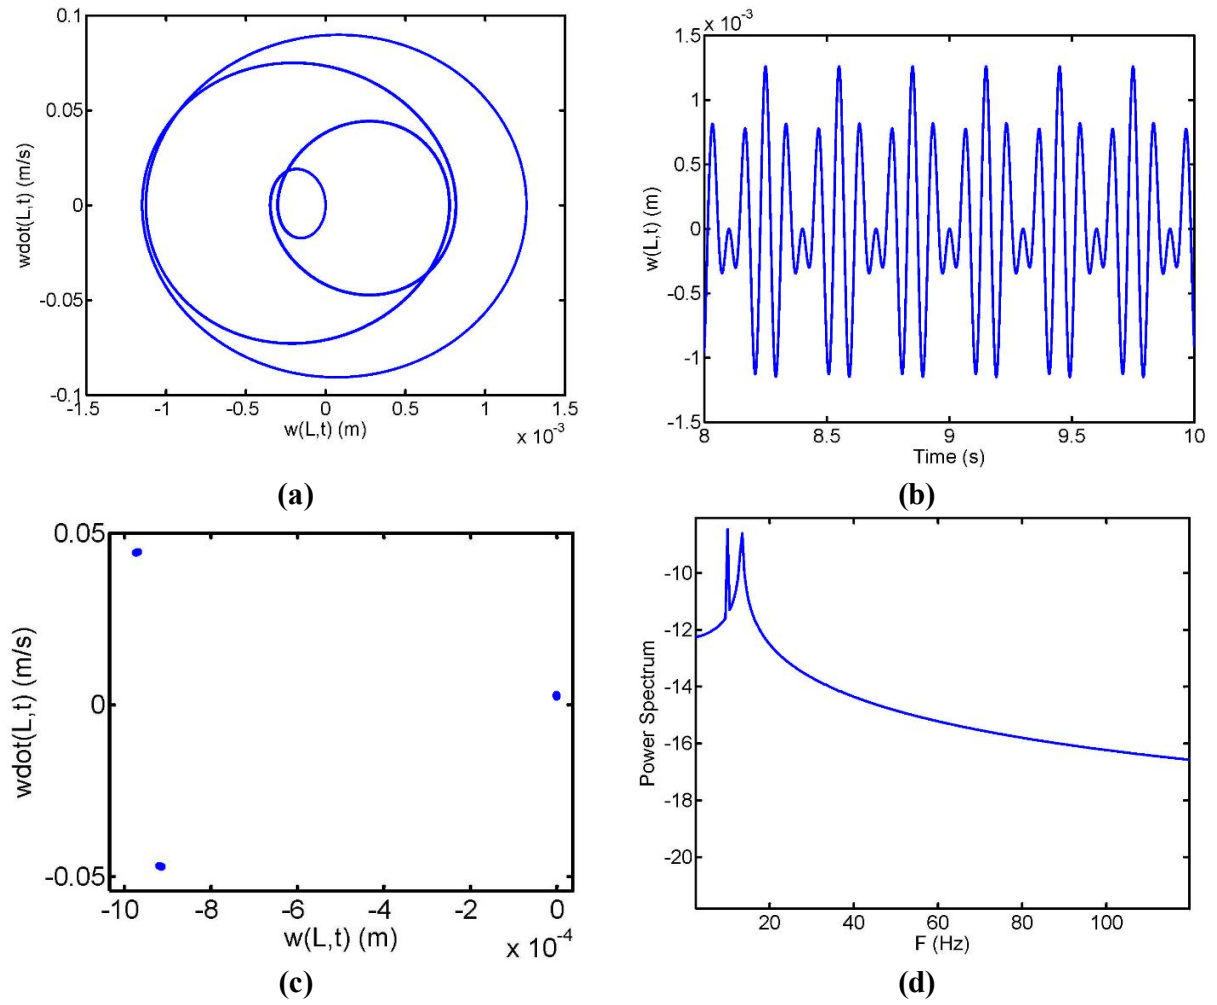 0.1
0.05
0
-0.05
-0.1
wdot(L,t) (m/s)
-1.5 -1 -0.5 0 0.5 1 1.5
w(L,t) (m)
x 10^-3
(a)
x 10^-3
1.5
1
0.5
0
-0.5
-1
-1.5
w(L,t) (m)
8 8.5 9 9.5 10
Time (s)
(b)
0.05
0
-0.05
wdot(L,t) (m/s)
-10 -8 -6 -4 -2 0
w(L,t) (m)
x 10^-4
(c)
-10
-12
-14
-16
-18
-20
Power Spectrum
20 40 60 80 100
F (Hz)
(d)